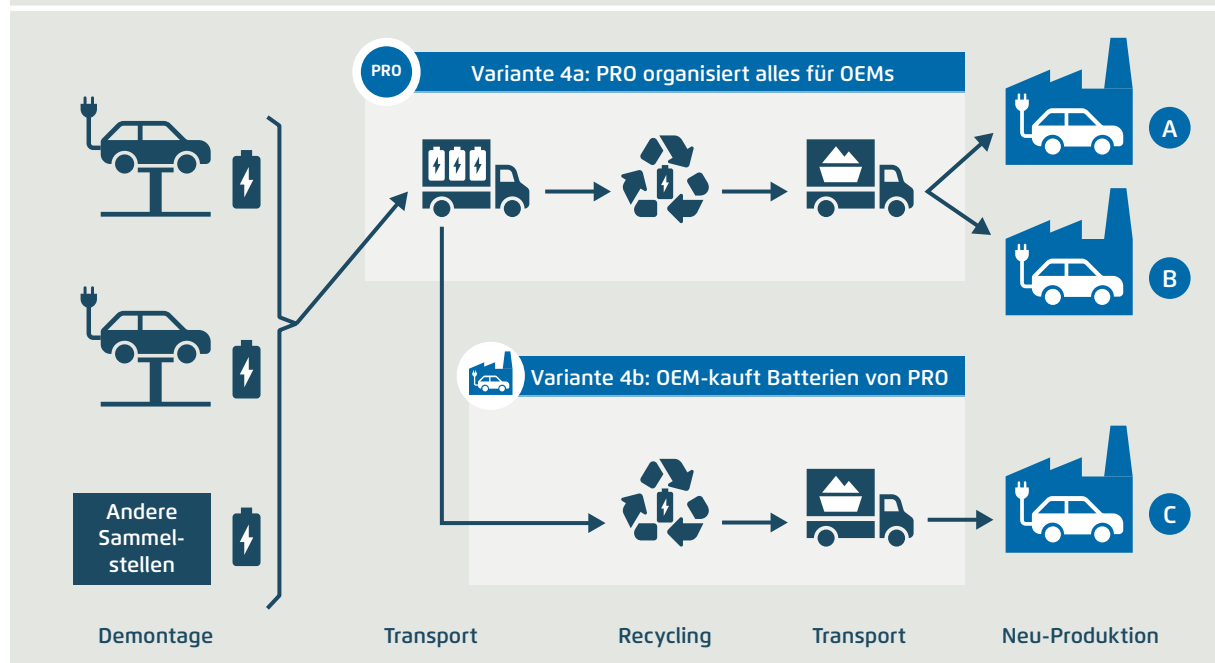 PRO
Variante 4a: PRO organisiert alles für OEMs
A
B
Variante 4b: OEM-kauft Batterien von PRO
Andere
Sammel-
stellen
C
Demontage
Transport
Recycling
Transport
Neu-Produktion